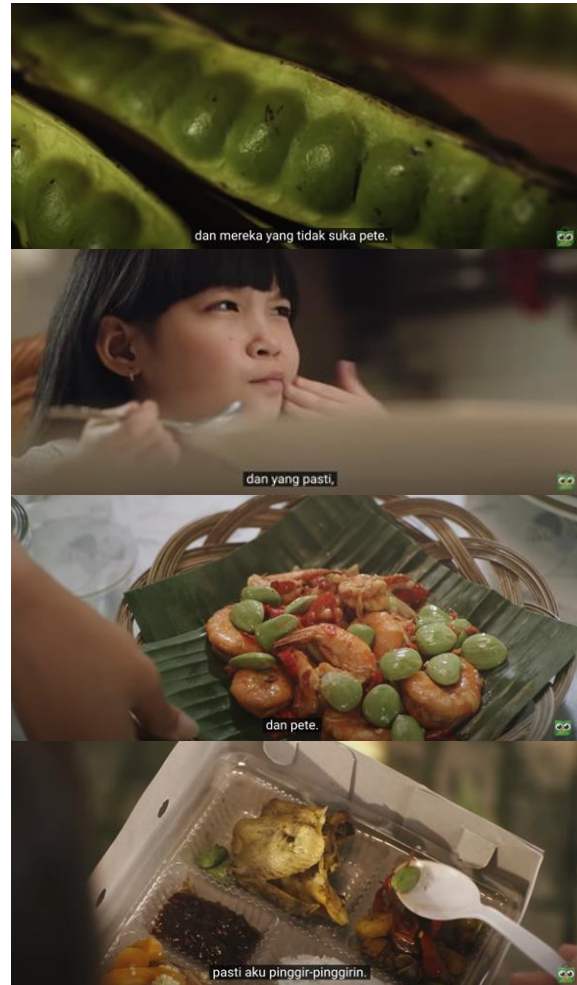 dan mereka yang tidak suka pete.
dan yang pasti,
dan pete.
pasti aku pinggir-pinggirin.